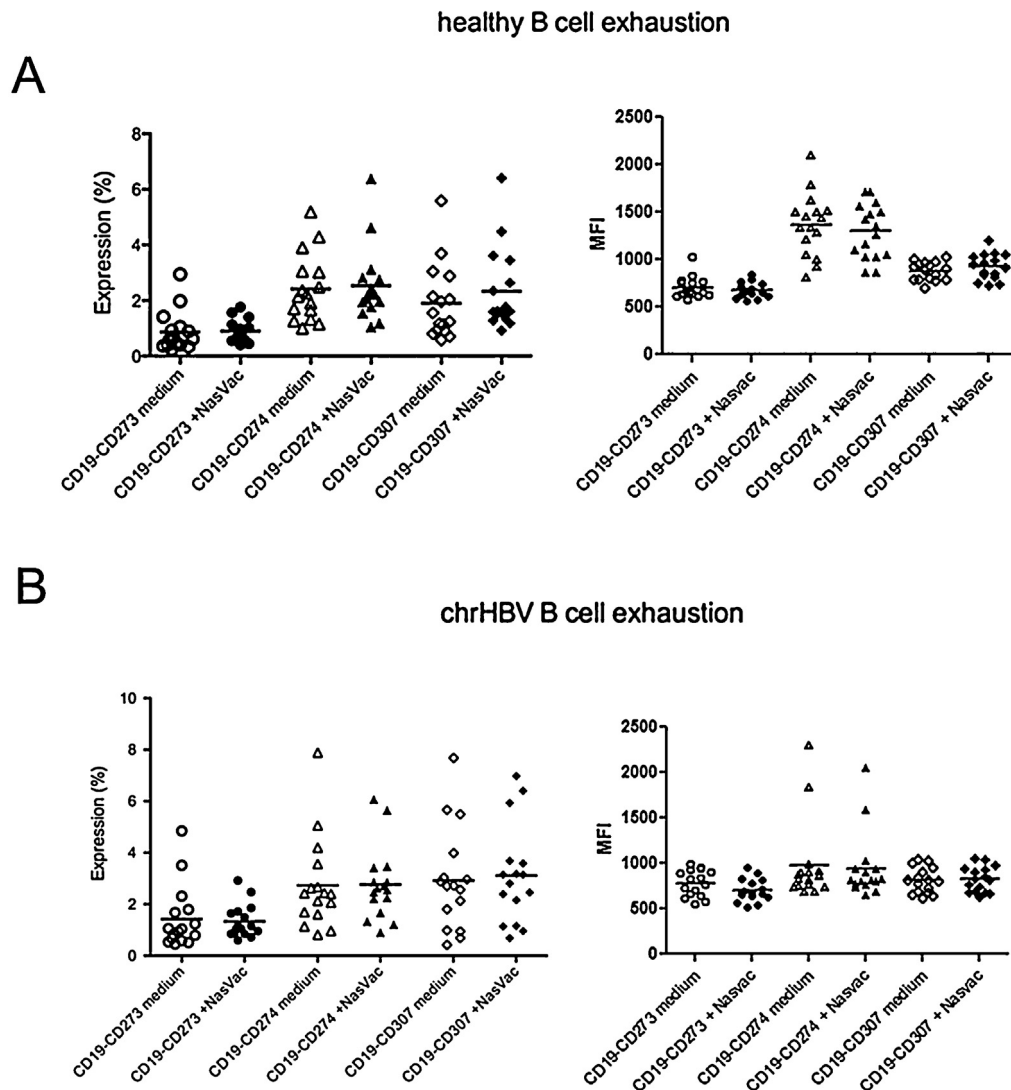 healthy B cell exhaustion
A
Expression (%)
8
6
4
2
0
CD19-CD273 medium
CD19-CD273 +NasVac
CD19-CD274 medium
CD19-CD274 +NasVac
CD19-CD307 medium
CD19-CD307 +NasVac
MFI
2500
2000
1500
1000
500
0
CD19-CD273 medium
CD19-CD273 + Nasvac
CD19-CD274 medium
CD19-CD274 + Nasvac
CD19-CD307 medium
CD19-CD307 + Nasvac
B
chrHBV B cell exhaustion
Expression (%)
10
8
6
4
2
0
CD19-CD273 medium
CD19-CD273 +NasVac
CD19-CD274 medium
CD19-CD274 +NasVac
CD19-CD307 medium
CD19-CD307 +NasVac
MFI
2500
2000
1500
1000
500
0
CD19-CD273 medium
CD19-CD273 + Nasvac
CD19-CD274 medium
CD19-CD274 + Nasvac
CD19-CD307 medium
CD19-CD307 + Nasvac